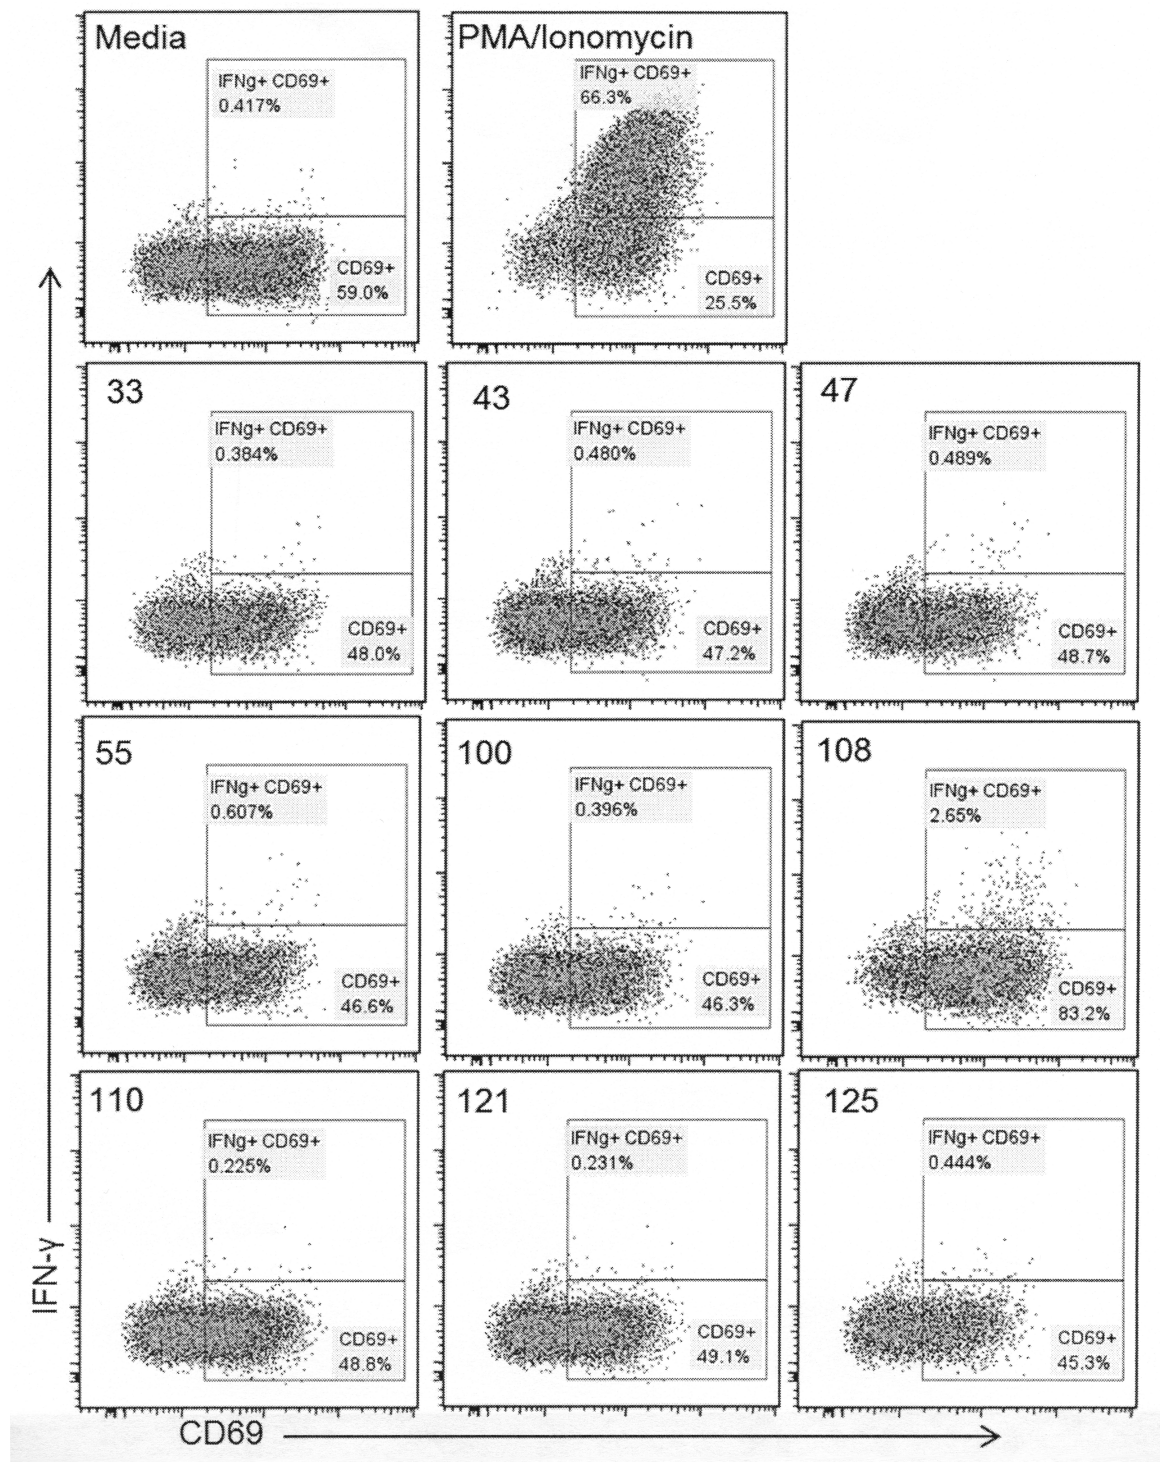 Media
IFNg+ CD69+
0.417%
CD69+
59.0%
PMA/Ionomycin
IFNg+ CD69+
66.3%
CD69+
25.5%
33
IFNg+ CD69+
0.384%
CD69+
48.0%
43
IFNg+ CD69+
0.480%
CD69+
47.2%
47
IFNg+ CD69+
0.489%
CD69+
48.7%
55
IFNg+ CD69+
0.607%
CD69+
46.6%
100
IFNg+ CD69+
0.396%
CD69+
46.3%
108
IFNg+ CD69+
2.65%
CD69+
83.2%
110
IFNg+ CD69+
0.225%
CD69+
48.8%
121
IFNg+ CD69+
0.231%
CD69+
49.1%
125
IFNg+ CD69+
0.444%
CD69+
45.3%
IFN-γ
CD69